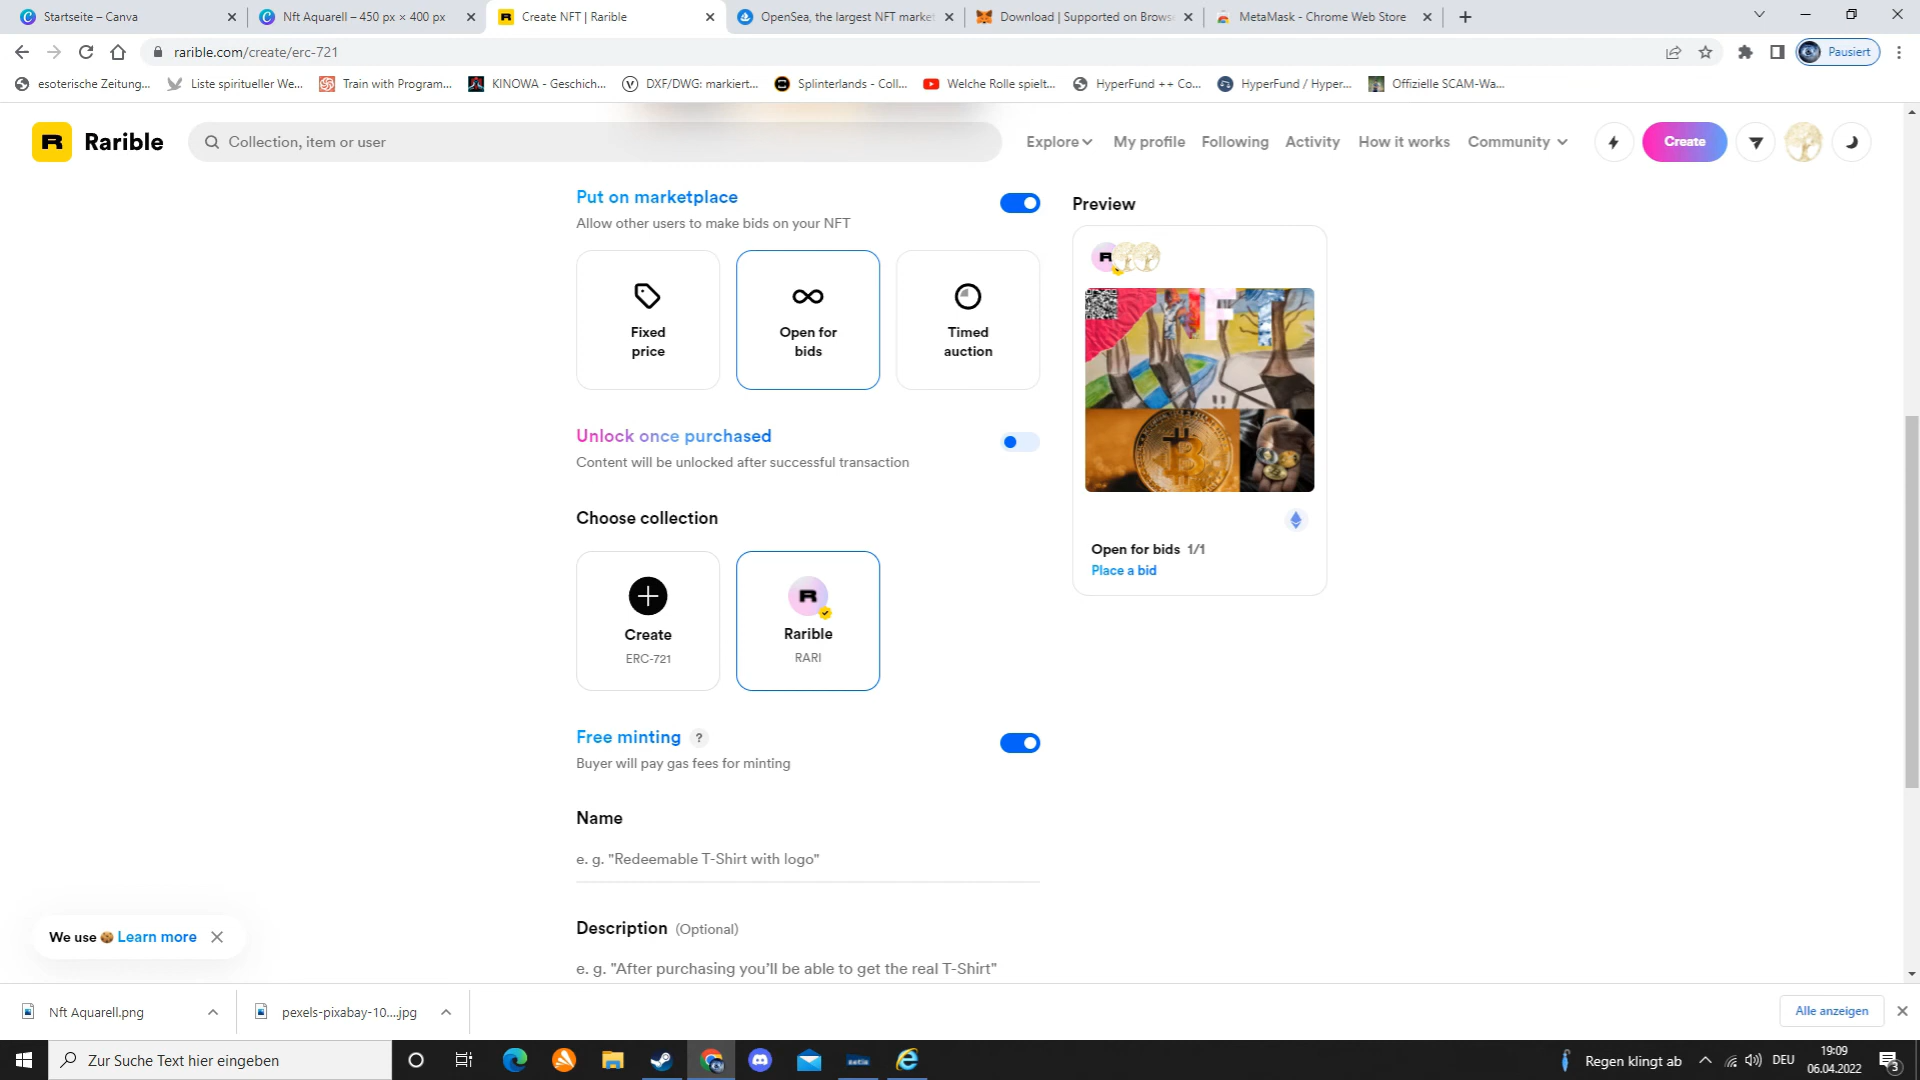 Startseite – Canva
Nft Aquarell – 450 px × 400 px
Create NFT | Rarible
OpenSea, the largest NFT market
Download | Supported on Brows
MetaMask - Chrome Web Store
rarible.com/create/erc-721
Pausiert
esoterische Zeitung...
Liste spiritueller We...
Train with Program...
KINOWA - Geschich...
DXF/DWG: markiert...
Splinterlands - Coll...
Welche Rolle spielt...
HyperFund ++ Co...
HyperFund / Hyper...
Offizielle SCAM-Wa...
Rarible
Collection, item or user
Explore
My profile
Following
Activity
How it works
Community
Create
Put on marketplace
Allow other users to make bids on your NFT
Fixed
price
Open for
bids
Timed
auction
Unlock once purchased
Content will be unlocked after successful transaction
Choose collection
Create
ERC-721
Rarible
RARI
Free minting ?
Buyer will pay gas fees for minting
Name
e. g. "Redeemable T-Shirt with logo"
Description (Optional)
e. g. "After purchasing you’ll be able to get the real T-Shirt"
Preview
NFT
Open for bids 1/1
Place a bid
We use 🍪 Learn more
Nft Aquarell.png
pexels-pixabay-10....jpg
Alle anzeigen
Zur Suche Text hier eingeben
Regen klingt ab
DEU
19:09
06.04.2022
3